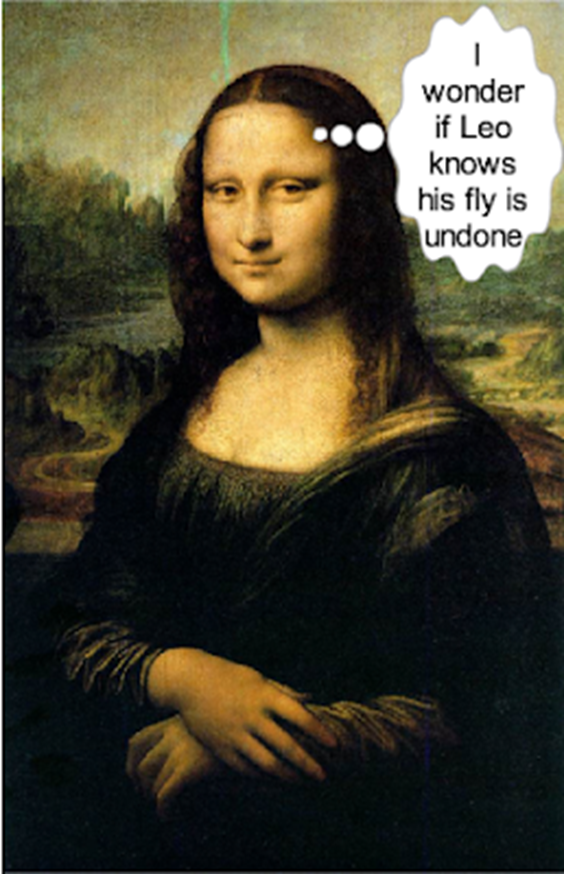 I
wonder
if Leo
knows
his fly is
undone